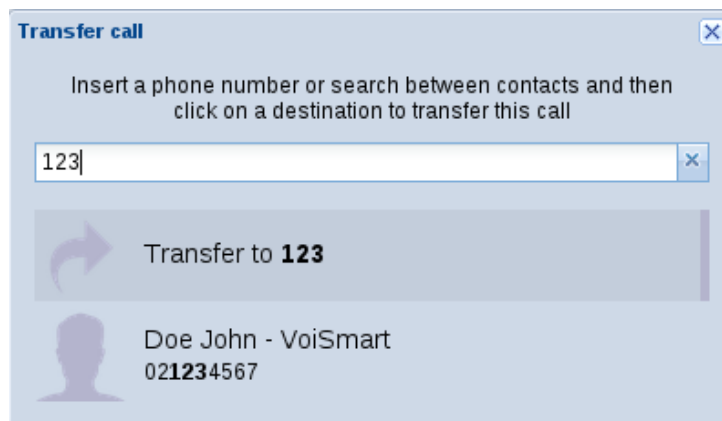 Transfer call
Insert a phone number or search between contacts and then
click on a destination to transfer this call
123
Transfer to 123
Doe John - VoiSmart
021234567